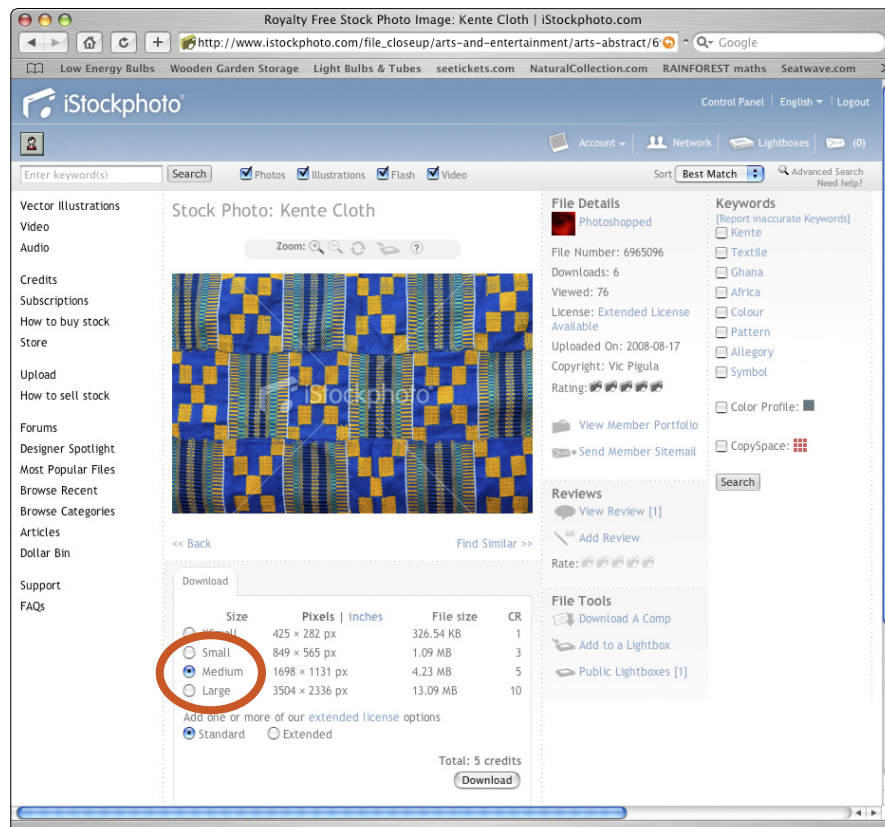 Royalty Free Stock Photo Image: Kente Cloth | iStockphoto.com
http://www.istockphoto.com/file_closeup/arts-and-entertainment/arts-abstract/6 Google
Low Energy Bulbs Wooden Garden Storage Light Bulbs & Tubes seetickets.com NaturalCollection.com RAINFOREST maths Seatwave.com
iStockphoto®
Control Panel | English | Logout
Account Network Lightboxes (0)
Enter keyword(s) Search Photos Illustrations Flash Video Sort Best Match Advanced Search
Need help?
Vector Illustrations
Video
Audio
Credits
Subscriptions
How to buy stock
Store
Upload
How to sell stock
Forums
Designer Spotlight
Most Popular Files
Browse Recent
Browse Categories
Articles
Dollar Bin
Support
FAQs
Stock Photo: Kente Cloth
Zoom: ?
iStockphoto®
<< Back Find Similar >>
Download
Size Pixels | inches File size CR
XSmall 425 × 282 px 326.54 KB 1
Small 849 × 565 px 1.09 MB 3
Medium 1698 × 1131 px 4.23 MB 5
Large 3504 × 2336 px 13.09 MB 10
Add one or more of our extended license options
Standard Extended
Total: 5 credits
Download
File Details
Photoshopped
File Number: 6965096
Downloads: 6
Viewed: 76
License: Extended License
Available
Uploaded On: 2008-08-17
Copyright: Vic Pigula
Rating:
View Member Portfolio
Send Member Sitemail
Reviews
View Review [1]
Add Review
Rate:
File Tools
Download A Comp
Add to a Lightbox
Public Lightboxes [1]
Keywords
[Report inaccurate Keywords]
Kente
Textile
Ghana
Africa
Colour
Pattern
Allegory
Symbol
Color Profile:
CopySpace:
Search